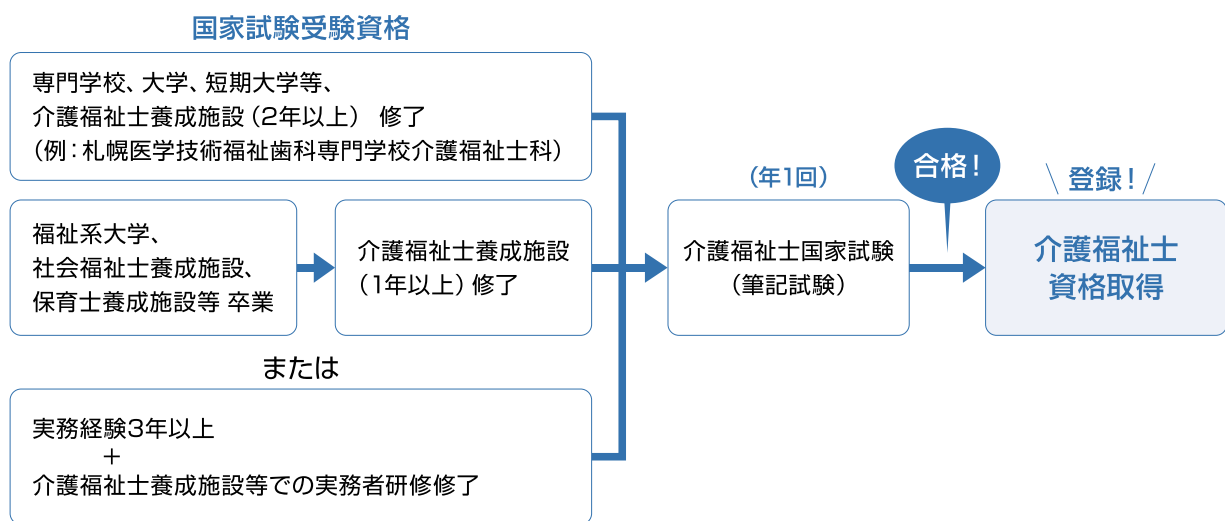 国家試験受験資格
専門学校、大学、短期大学等、
介護福祉士養成施設（2年以上） 修了
（例：札幌医学技術福祉歯科専門学校介護福祉士科）
福祉系大学、
社会福祉士養成施設、
保育士養成施設等 卒業
介護福祉士養成施設
（1年以上）修了
または
実務経験3年以上
＋
介護福祉士養成施設等での実務者研修修了
（年1回）
介護福祉士国家試験
（筆記試験）
合格！
登録！
介護福祉士
資格取得